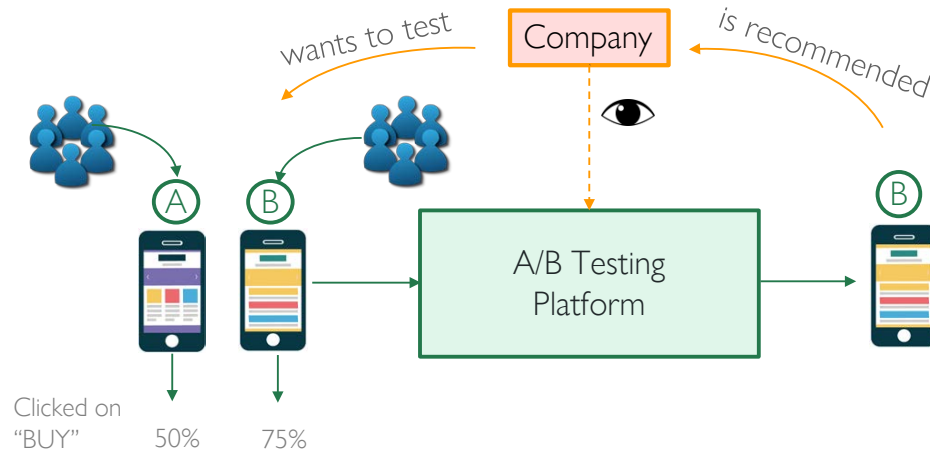 wants to test
Company
is recommended
A
B
B
A/B Testing
Platform
Clicked on
“BUY”
50%
75%